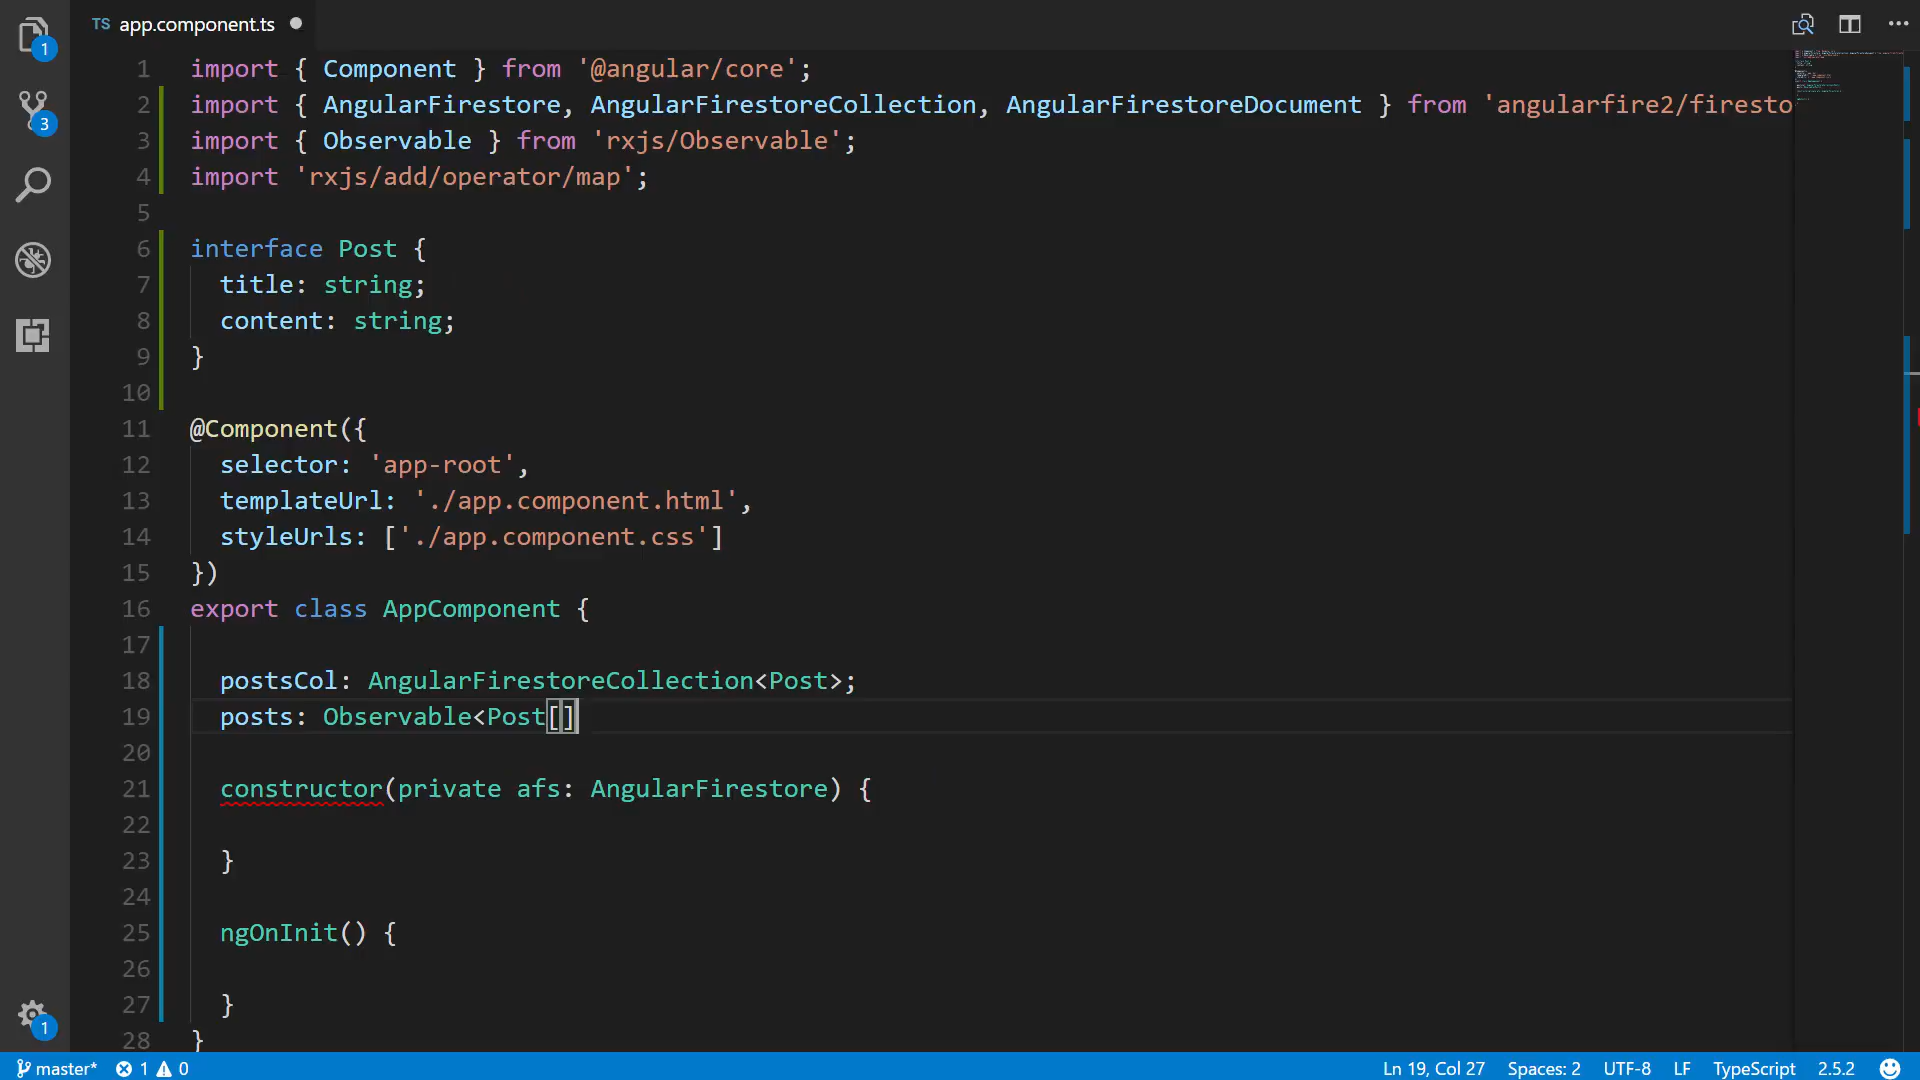 TS app.component.ts
1
3
1
1 import { Component } from '@angular/core';
2 import { AngularFirestore, AngularFirestoreCollection, AngularFirestoreDocument } from 'angularfire2/firesto
3 import { Observable } from 'rxjs/Observable';
4 import 'rxjs/add/operator/map';
5
6 interface Post {
7 title: string;
8 content: string;
9 }
10
11 @Component({
12 selector: 'app-root',
13 templateUrl: './app.component.html',
14 styleUrls: ['./app.component.css']
15 })
16 export class AppComponent {
17
18 postsCol: AngularFirestoreCollection<Post>;
19 posts: Observable<Post[]
20
21 constructor(private afs: AngularFirestore) {
22
23 }
24
25 ngOnInit() {
26
27 }
28 }
master* 1 0 Ln 19, Col 27 Spaces: 2 UTF-8 LF TypeScript 2.5.2